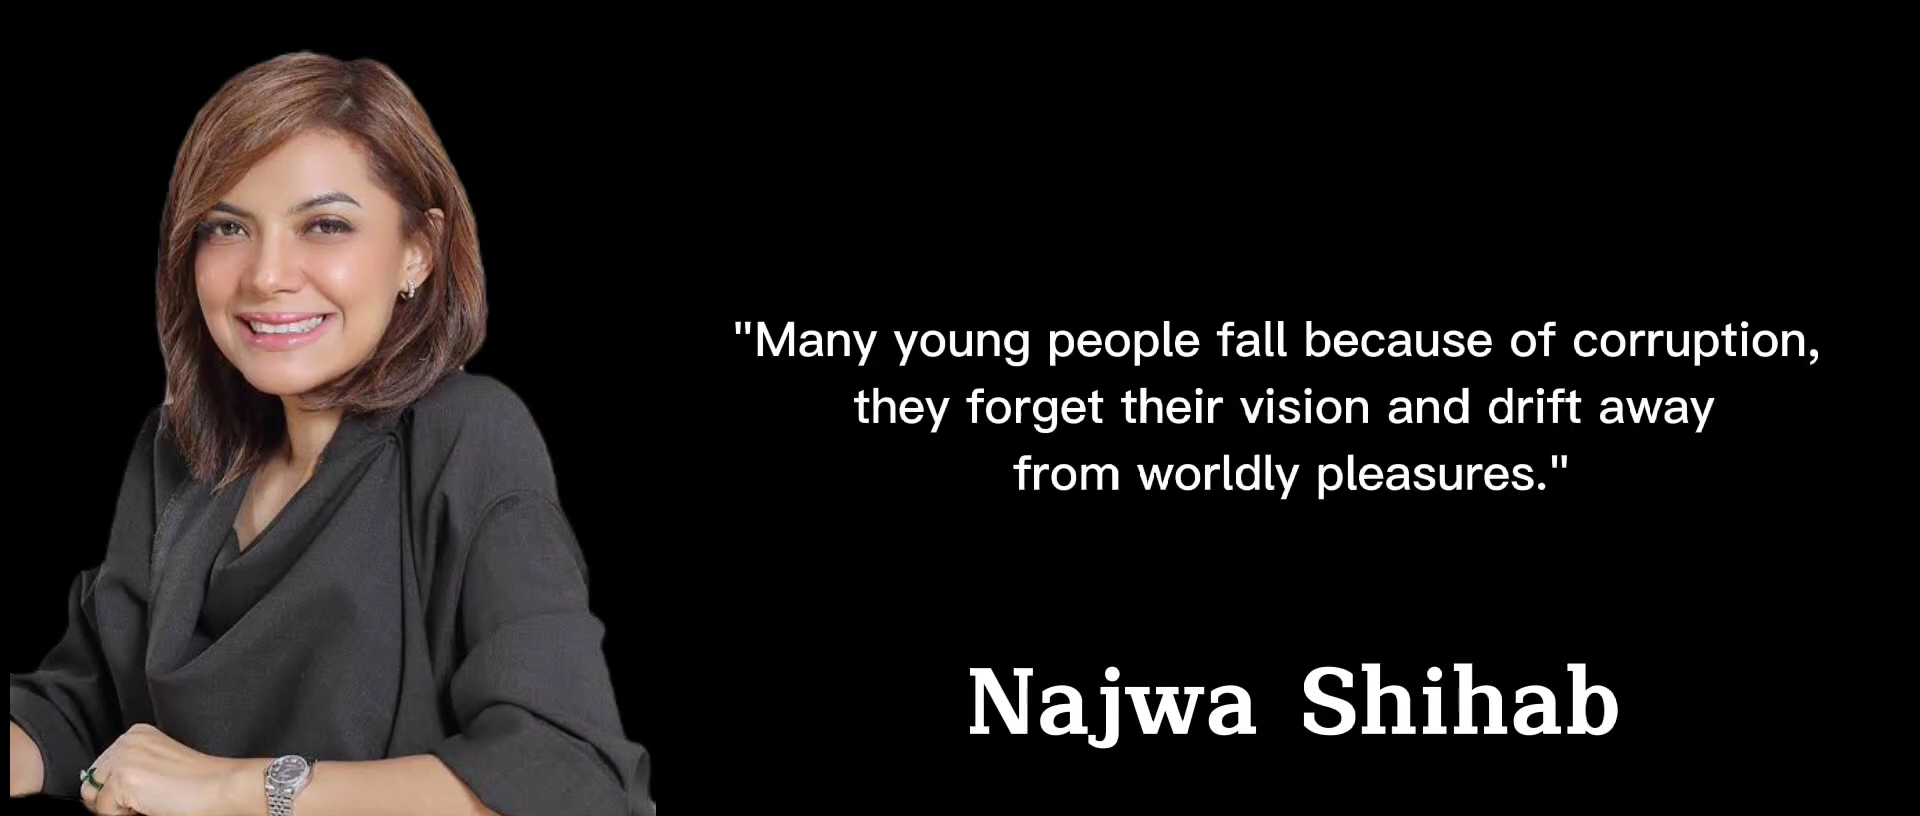 "Many young people fall because of corruption,
they forget their vision and drift away
from worldly pleasures."
Najwa Shihab